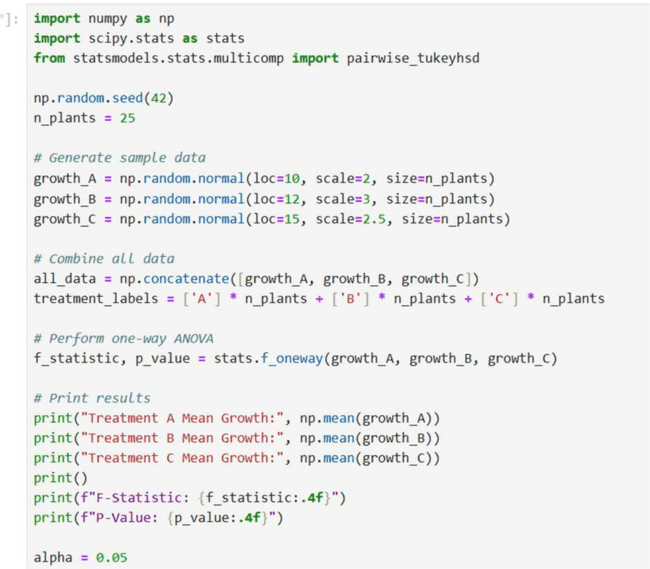 ]:
import numpy as np
import scipy.stats as stats
from statsmodels.stats.multicomp import pairwise_tukeyhsd
np.random.seed(42)
n_plants = 25
# Generate sample data
growth_A = np.random.normal(loc=10, scale=2, size=n_plants)
growth_B = np.random.normal(loc=12, scale=3, size=n_plants)
growth_C = np.random.normal(loc=15, scale=2.5, size=n_plants)
# Combine all data
all_data = np.concatenate([growth_A, growth_B, growth_C])
treatment_labels = ['A'] * n_plants + ['B'] * n_plants + ['C'] * n_plants
# Perform one-way ANOVA
f_statistic, p_value = stats.f_oneway(growth_A, growth_B, growth_C)
# Print results
print("Treatment A Mean Growth:", np.mean(growth_A))
print("Treatment B Mean Growth:", np.mean(growth_B))
print("Treatment C Mean Growth:", np.mean(growth_C))
print()
print(f"F-Statistic: {f_statistic:.4f}")
print(f"P-Value: {p_value:.4f}")
alpha = 0.05